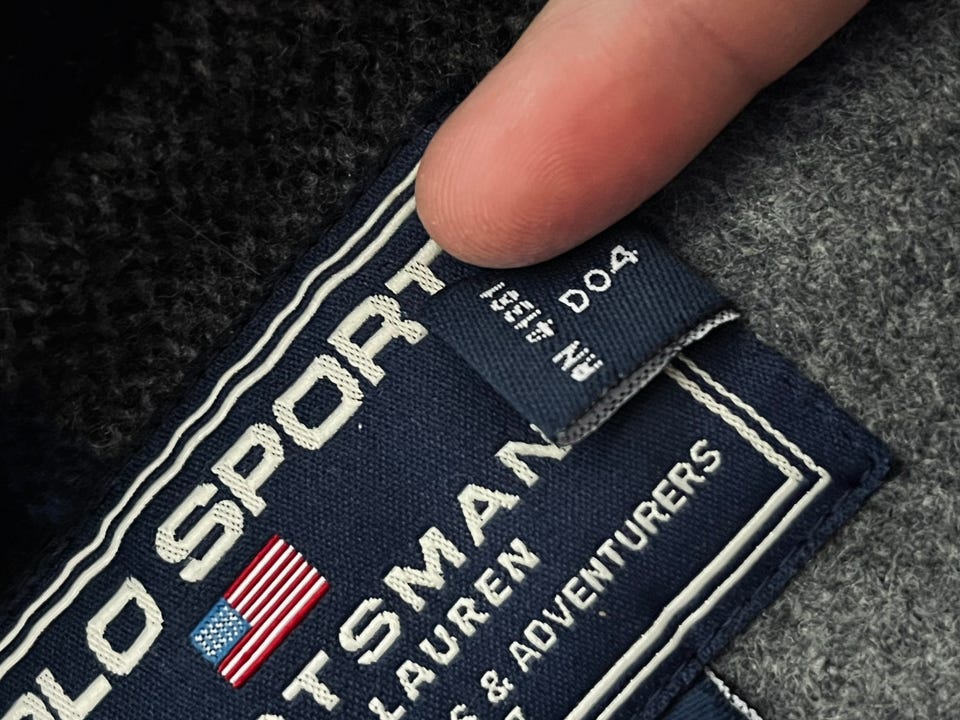 OLO SPORT
TSMAN
LAUREN
S & ADVENTURERS
RN 41381
D04